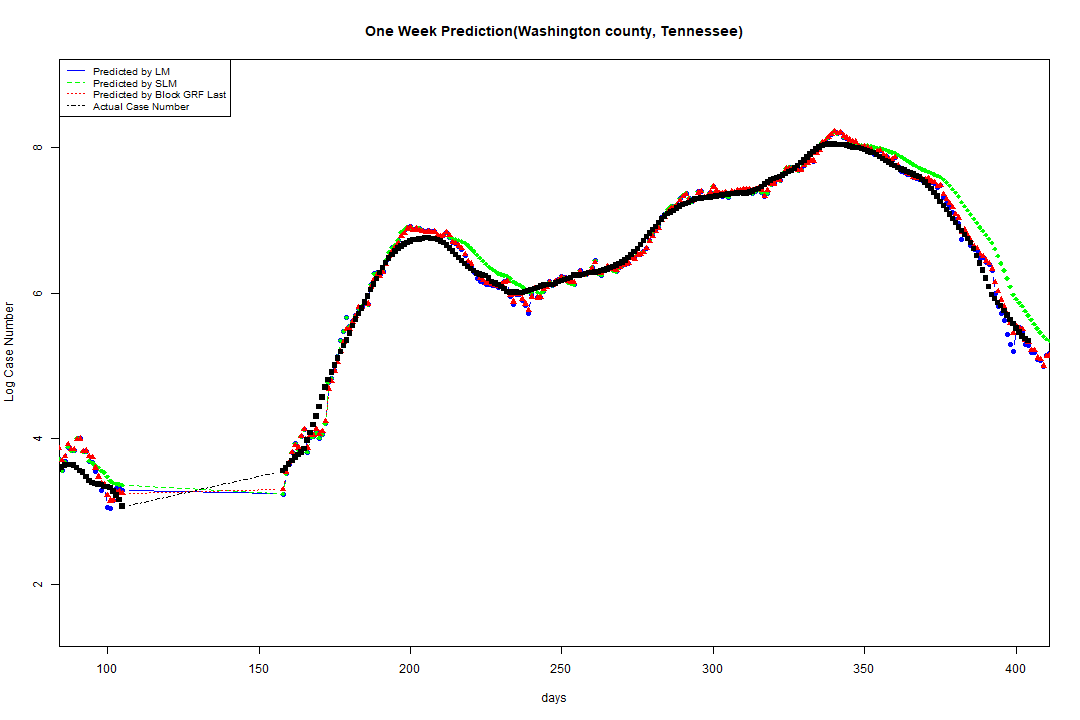 One Week Prediction(Washington county, Tennessee)
Predicted by LM
Predicted by SLM
Predicted by Block GRF Last
Actual Case Number
8
6
4
2
Log Case Number
100 150 200 250 300 350 400
days